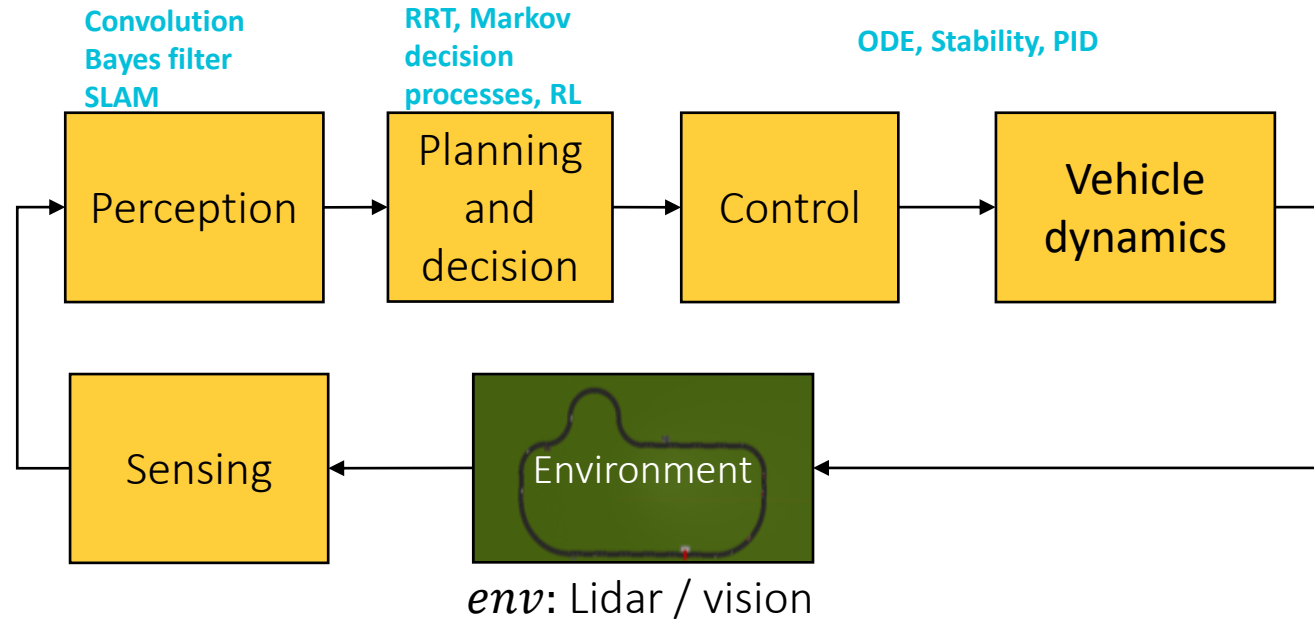 Convolution
Bayes filter
SLAM
RRT, Markov
decision
processes, RL
ODE, Stability, PID
Perception
Planning
and
decision
Control
Vehicle
dynamics
Sensing
Environment
env: Lidar / vision